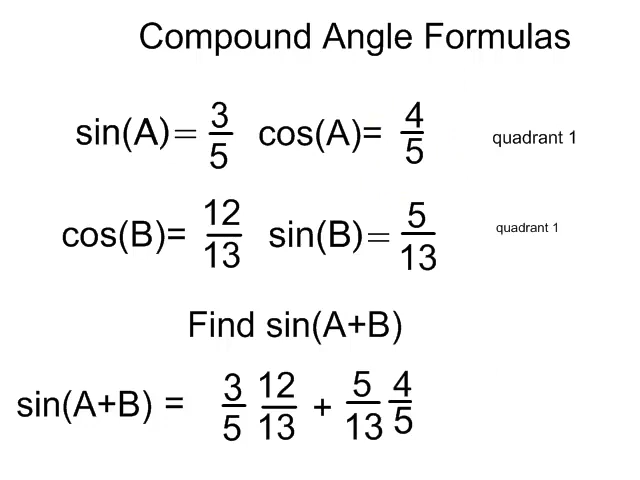 Compound Angle Formulas
sin(A)= 3/5 cos(A)= 4/5 quadrant 1
cos(B)= 12/13 sin(B)= 5/13 quadrant 1
Find sin(A+B)
sin(A+B) = 3/5 12/13 + 5/13 4/5